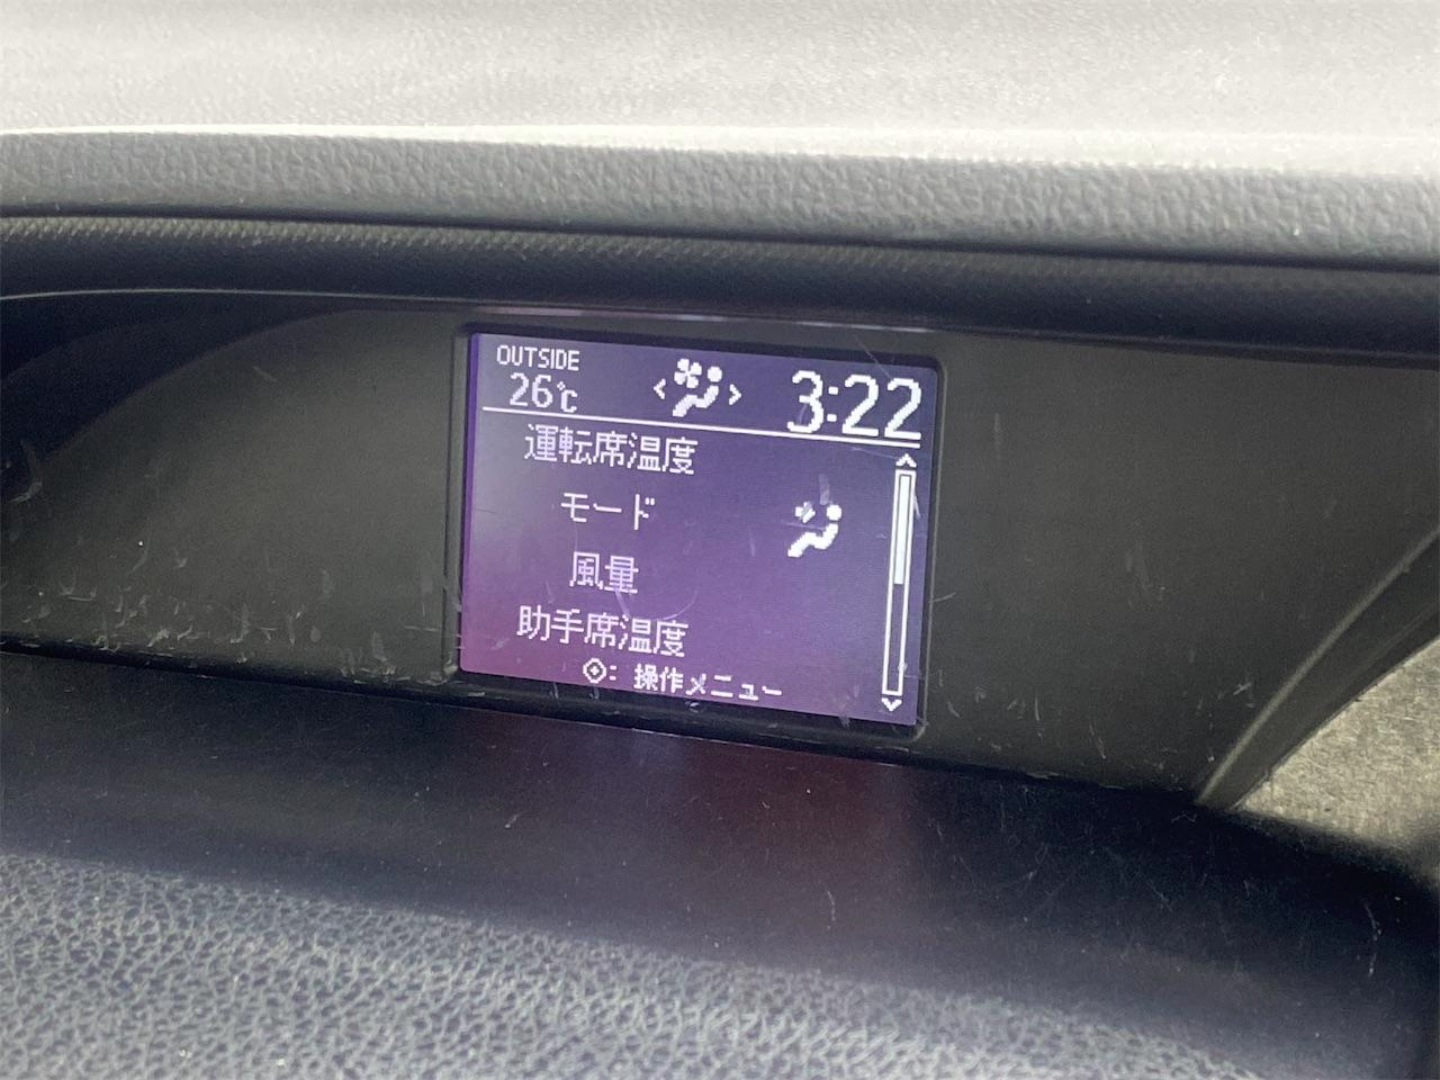 OUTSIDE
26℃ 3:22
運転席温度
モード
風量
助手席温度
: 操作メニュー